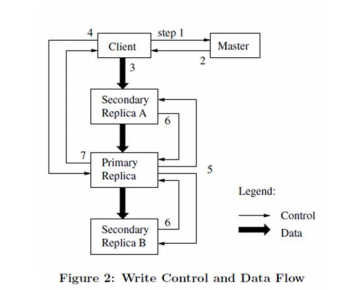 4
step 1
Client
Master
2
3
Secondary
Replica A
6
7
Primary
Replica
5
Legend:
Control
Data
6
Secondary
Replica B
Figure 2: Write Control and Data Flow